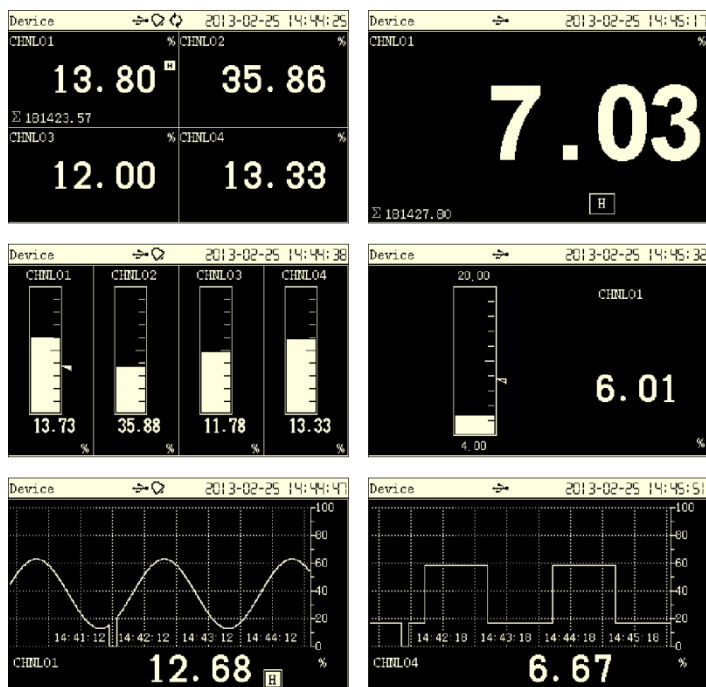 Device 2013-02-25 14:44:25
CHNL01 % CHNL02 %
13.80 H 35.86
Σ 181423.57
CHNL03 % CHNL04 %
12.00 13.33
Device 2013-02-25 14:45:17
CHNL01 %
7.03
H
Σ 181427.80
Device 2013-02-25 14:44:38
CHNL01 CHNL02 CHNL03 CHNL04
13.73 35.88 11.78 13.33
% % % %
Device 2013-02-25 14:45:32
20.00
CHNL01
6.01
4.00 %
Device 2013-02-25 14:44:47
100
80
60
40
20
14:41:12 14:42:12 14:43:12 14:44:12
0
CHNL01 12.68 H %
Device 2013-02-25 14:45:51
100
80
60
40
20
14:42:18 14:43:18 14:44:18 14:45:18
0
CHNL04 6.67 %